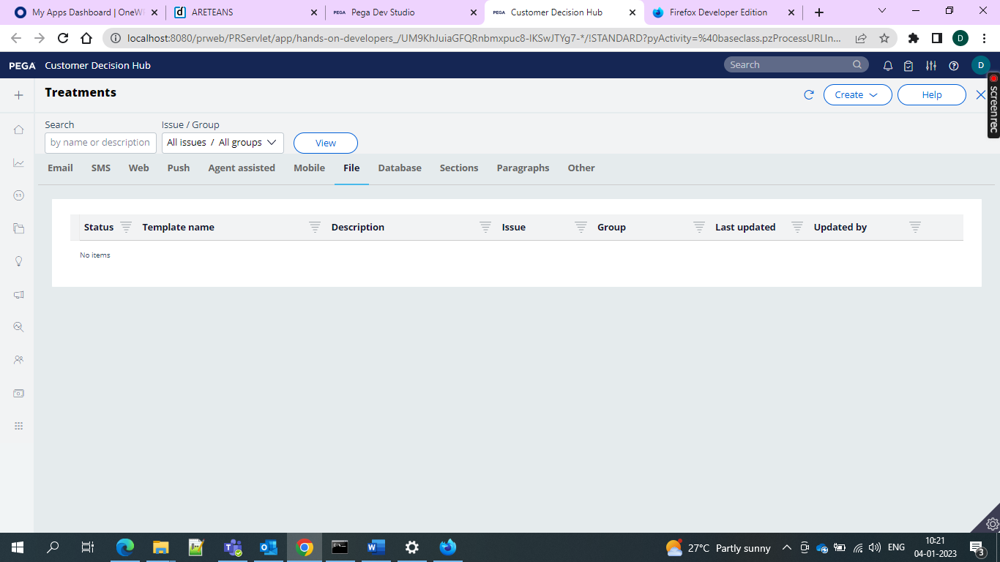 My Apps Dashboard | OneW
ARETEANS
PEGA Pega Dev Studio
PEGA Customer Decision Hub
Firefox Developer Edition
localhost:8080/prweb/PRServlet/app/hands-on-developers_/UM9KhJuiaGFQRnbmxpuc8-IKSwJTYg7-*/!STANDARD?pyActivity=%40baseclass.pzProcessURLIn...
D
PEGA Customer Decision Hub
Search
D
Treatments
Create
Help
screenrec
Search
Issue / Group
by name or description
All issues / All groups
View
Email SMS Web Push Agent assisted Mobile File Database Sections Paragraphs Other
Status Template name Description Issue Group Last updated Updated by
No items
27°C Partly sunny
ENG
10:21
04-01-2023
3